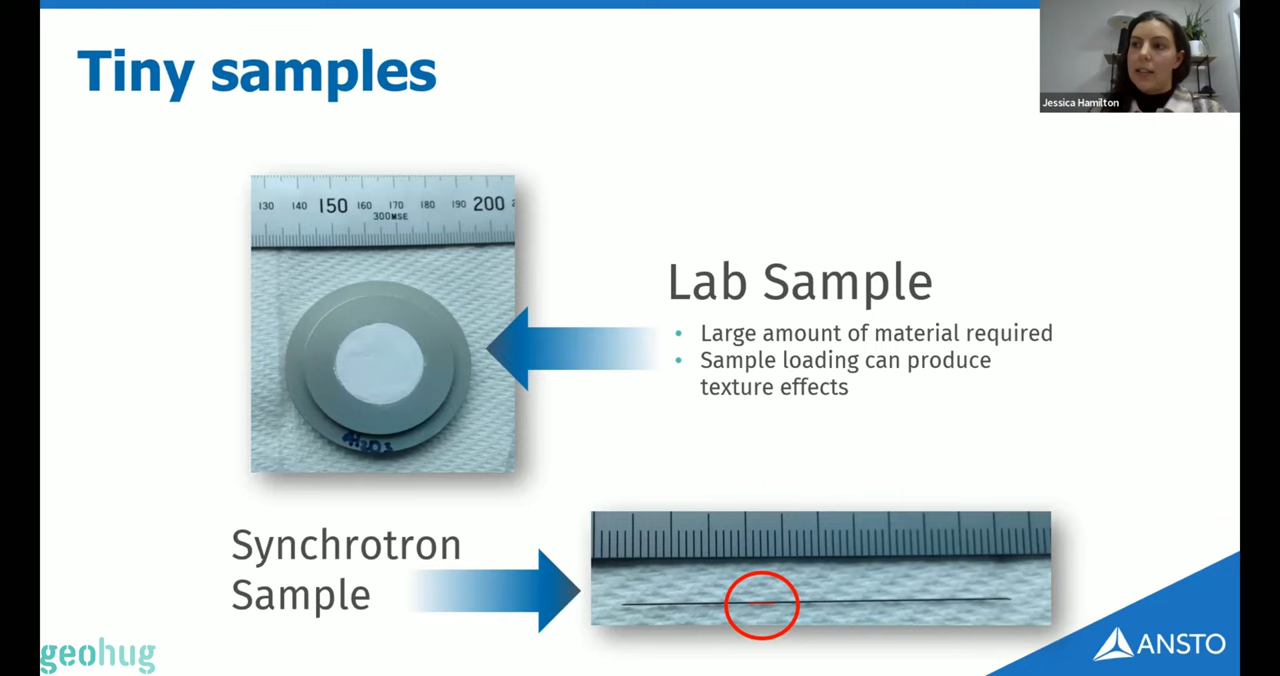 Tiny samples
Jessica Hamilton
130 140 150 160 170 180 190 200
300MSE
Al2O3
Lab Sample
• Large amount of material required
• Sample loading can produce
texture effects
Synchrotron
Sample
geohug
ANSTO